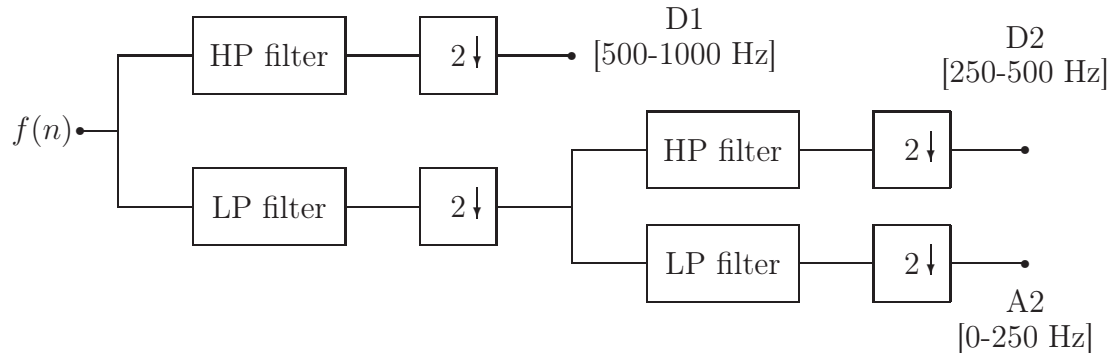 D1
[500-1000 Hz]
HP filter
2
D2
[250-500 Hz]
f(n)
HP filter
2
LP filter
2
LP filter
2
A2
[0-250 Hz]